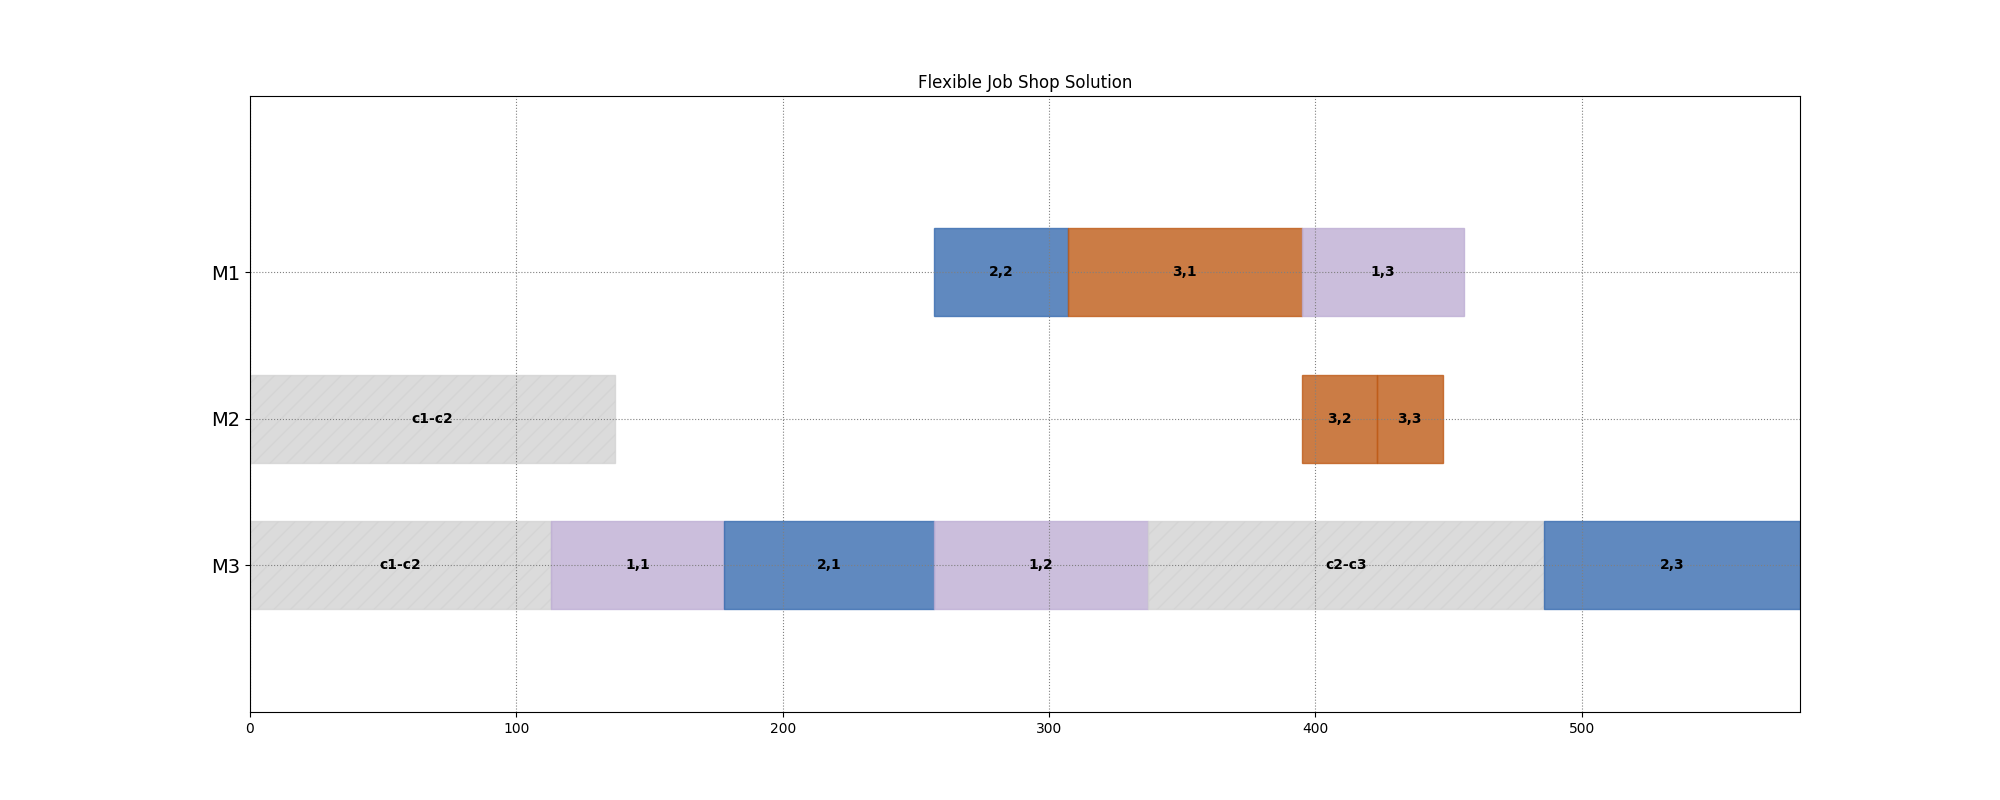 Flexible Job Shop Solution
M1
2,2
3,1
1,3
M2
c1-c2
3,2
3,3
M3
c1-c2
1,1
2,1
1,2
c2-c3
2,3
0
100
200
300
400
500